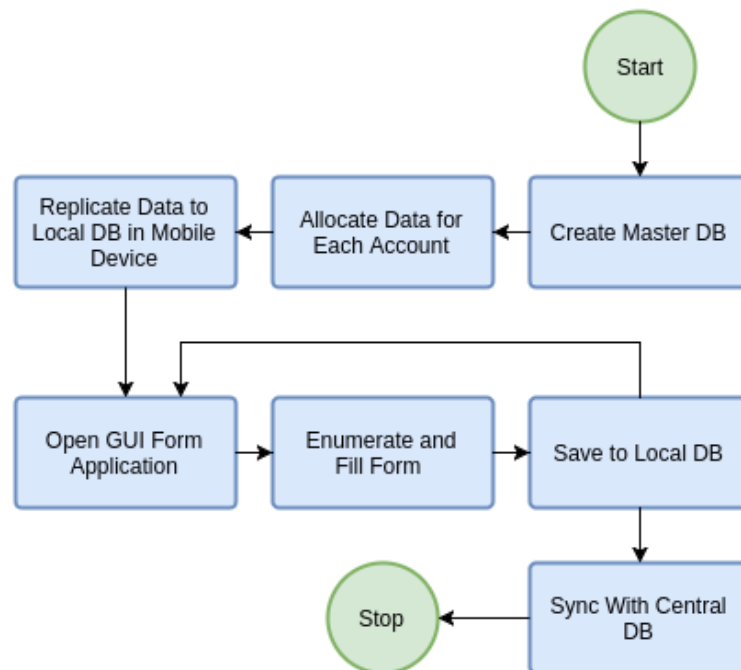 Start
Create Master DB
Allocate Data for
Each Account
Replicate Data to
Local DB in Mobile
Device
Open GUI Form
Application
Enumerate and
Fill Form
Save to Local DB
Sync With Central
DB
Stop